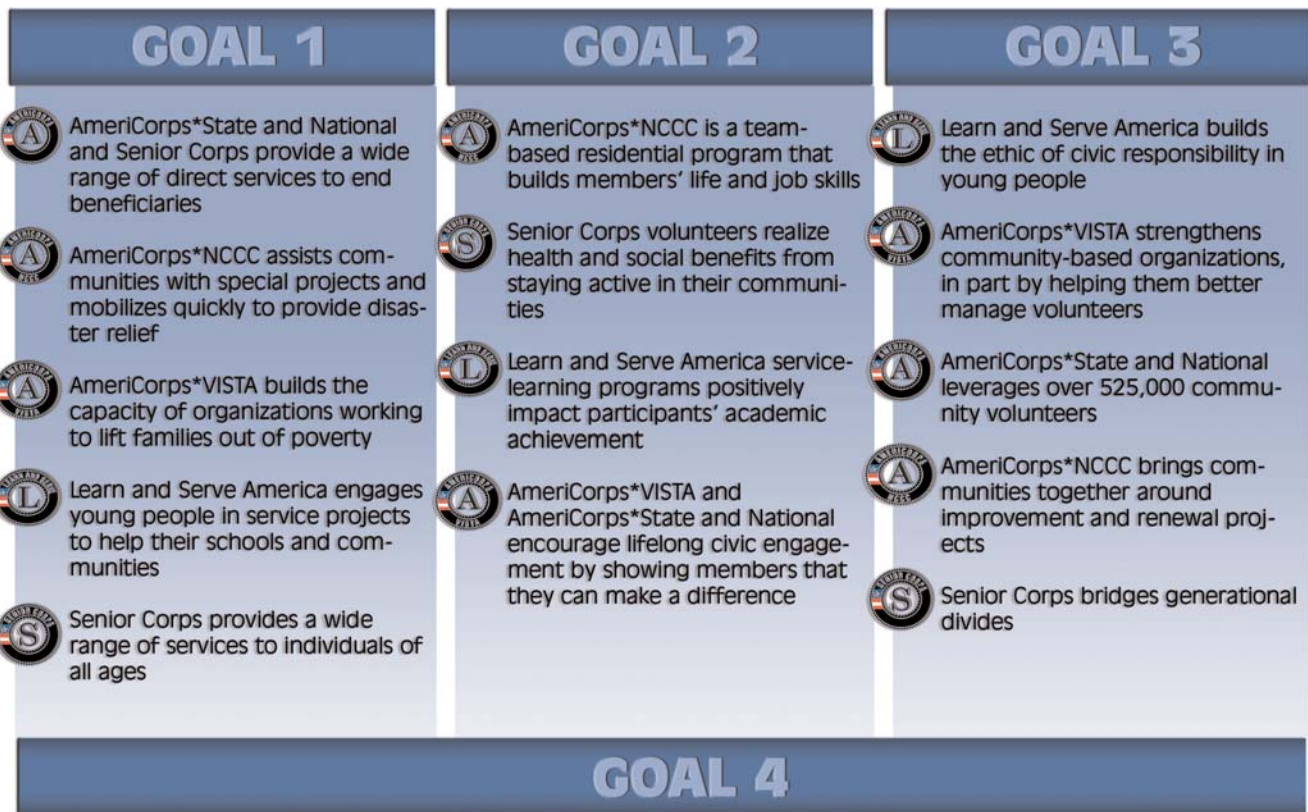 GOAL 1
AmeriCorps*State and National
and Senior Corps provide a wide
range of direct services to end
beneficiaries
AmeriCorps*NCCC assists com-
munities with special projects and
mobilizes quickly to provide disas-
ter relief
AmeriCorps*VISTA builds the
capacity of organizations working
to lift families out of poverty
Learn and Serve America engages
young people in service projects
to help their schools and com-
munities
Senior Corps provides a wide
range of services to individuals of
all ages
GOAL 2
AmeriCorps*NCCC is a team-
based residential program that
builds members' life and job skills
Senior Corps volunteers realize
health and social benefits from
staying active in their communi-
ties
Learn and Serve America service-
learning programs positively
impact participants' academic
achievement
AmeriCorps*VISTA and
AmeriCorps*State and National
encourage lifelong civic engage-
ment by showing members that
they can make a difference
GOAL 3
Learn and Serve America builds
the ethic of civic responsibility in
young people
AmeriCorps*VISTA strengthens
community-based organizations,
in part by helping them better
manage volunteers
AmeriCorps*State and National
leverages over 525,000 commu-
nity volunteers
AmeriCorps*NCCC brings com-
munities together around
improvement and renewal proj-
ects
Senior Corps bridges generational
divides
GOAL 4